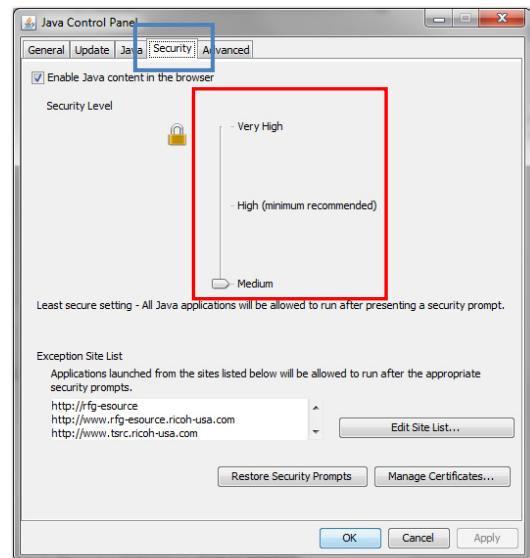 Java Control Panel
General Update Java Security Advanced
Enable Java content in the browser
Security Level
Very High
High (minimum recommended)
Medium
Least secure setting - All Java applications will be allowed to run after presenting a security prompt.
Exception Site List
Applications launched from the sites listed below will be allowed to run after the appropriate
security prompts.
http://rfg-esource
http://www.rfg-esource.ricoh-usa.com
http://www.tsrc.ricoh-usa.com
Edit Site List...
Restore Security Prompts Manage Certificates...
OK Cancel Apply